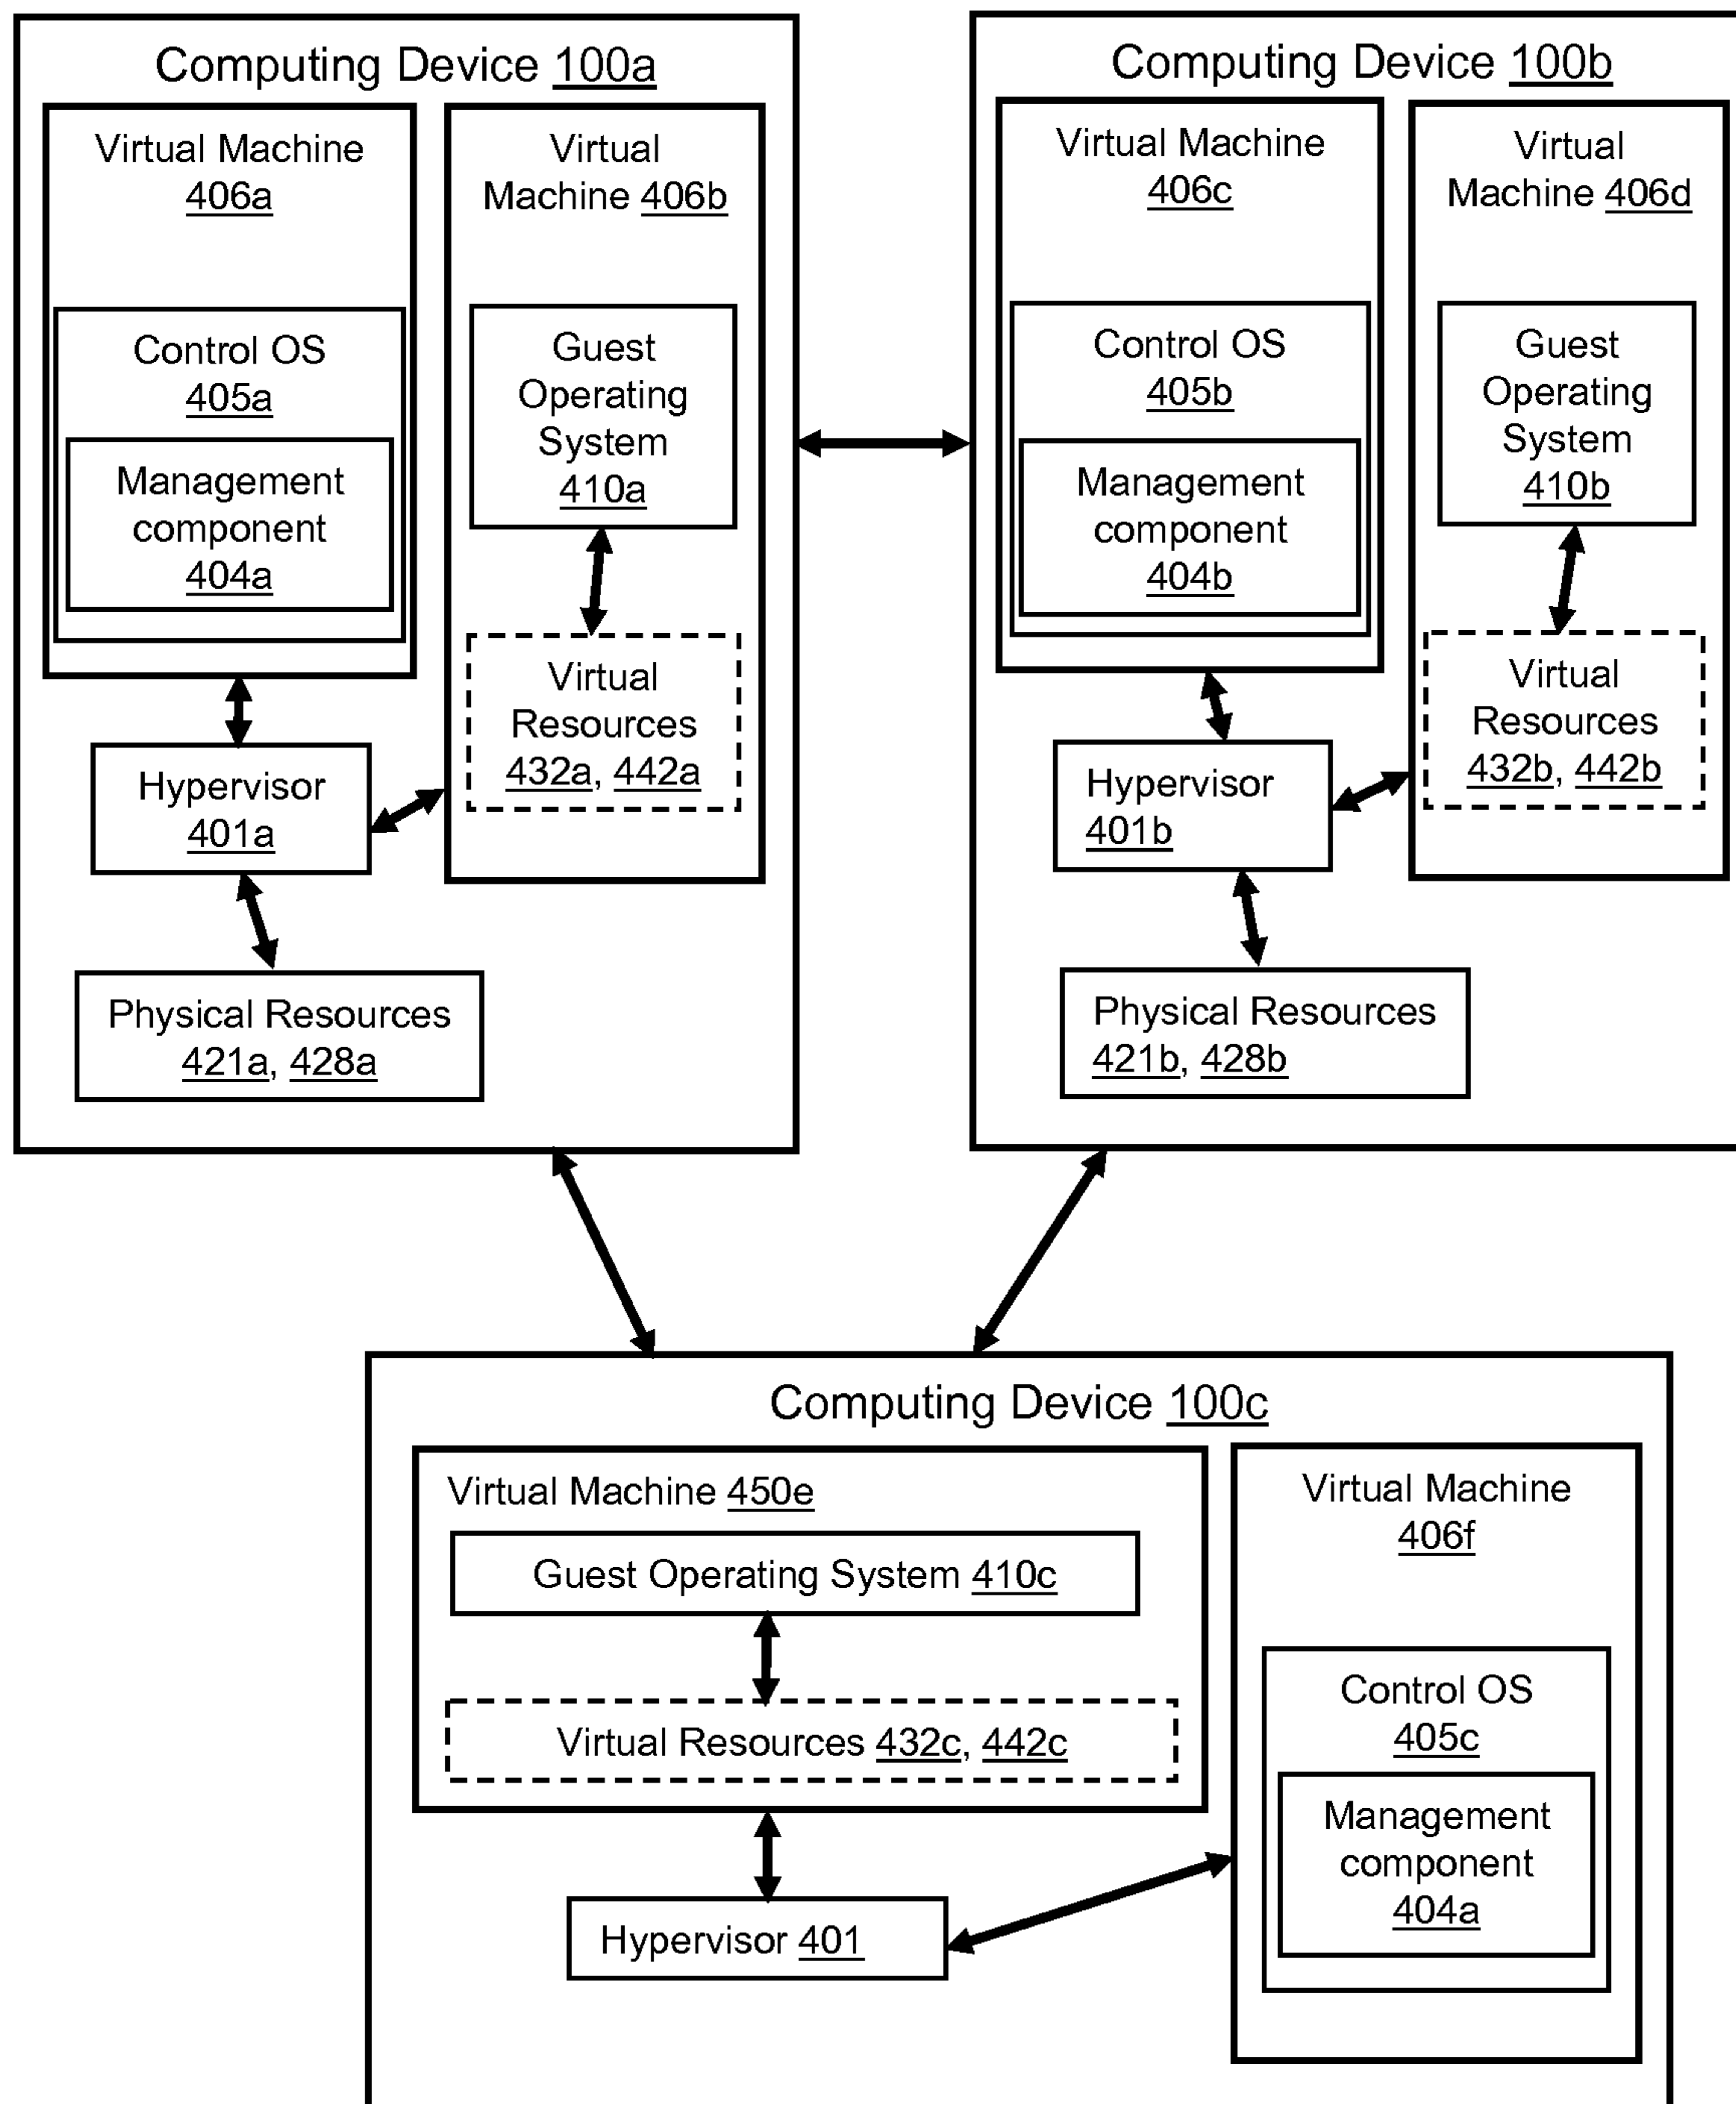 Computing Device 100a
Virtual Machine
406a
Control OS
405a
Management
component
404a
Virtual
Machine 406b
Guest
Operating
System
410a
Virtual
Resources
432a, 442a
Hypervisor
401a
Physical Resources
421a, 428a
Computing Device 100b
Virtual Machine
406c
Control OS
405b
Management
component
404b
Virtual
Machine 406d
Guest
Operating
System
410b
Virtual
Resources
432b, 442b
Hypervisor
401b
Physical Resources
421b, 428b
Computing Device 100c
Virtual Machine 450e
Guest Operating System 410c
Virtual Resources 432c, 442c
Hypervisor 401
Virtual Machine
406f
Control OS
405c
Management
component
404a